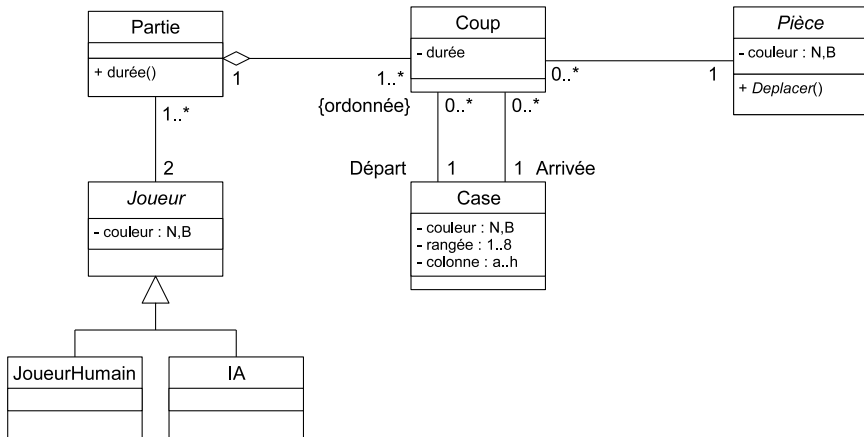 Partie
+ durée()
1
1..*
{ordonnée}
Coup
- durée
0..*
1
Pièce
- couleur : N,B
+ Deplacer()
1..*
2
0..*
0..*
Départ
1
1
Arrivée
Joueur
- couleur : N,B
Case
- couleur : N,B
- rangée : 1..8
- colonne : a..h
JoueurHumain
IA